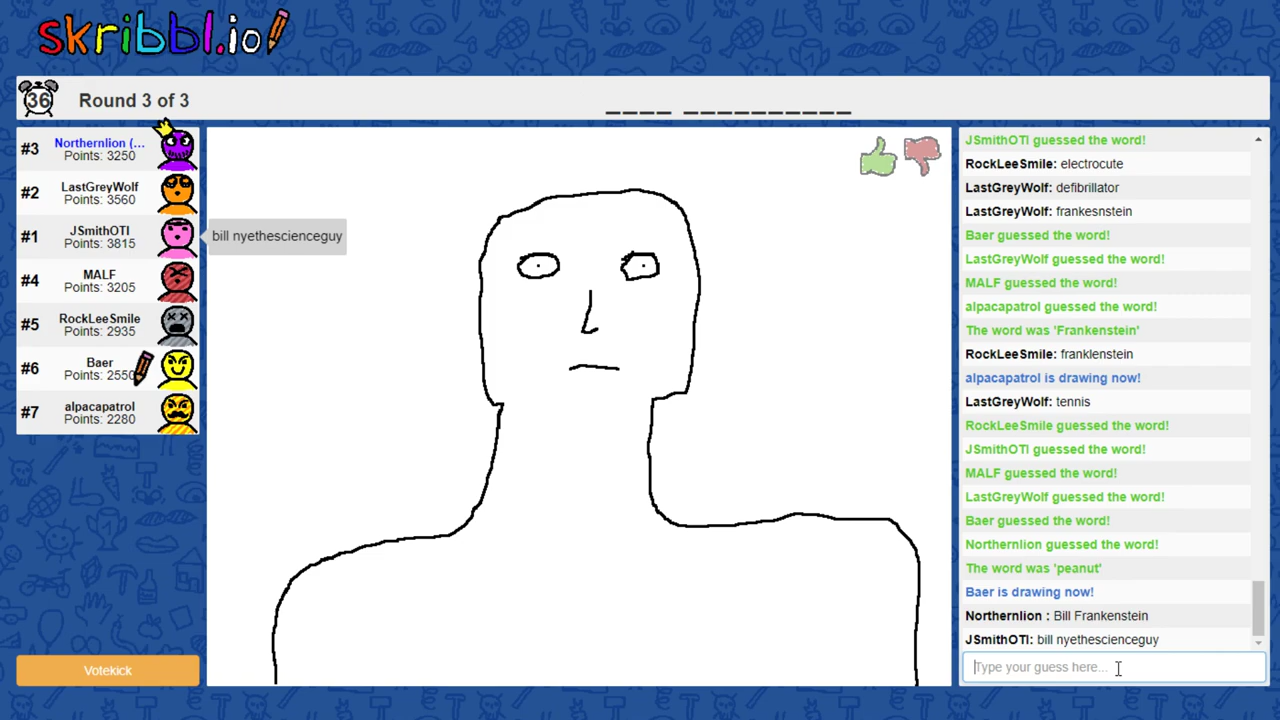 skribbl.io
36
Round 3 of 3
____ __________
#3 Northernlion (...
Points: 3250
#2 LastGreyWolf
Points: 3560
#1 JSmithOTI
Points: 3815
bill nyethescienceguy
#4 MALF
Points: 3205
#5 RockLeeSmile
Points: 2935
#6 Baer
Points: 2550
#7 alpacapatrol
Points: 2280
Votekick
JSmithOTI guessed the word!
RockLeeSmile: electrocute
LastGreyWolf: defibrillator
LastGreyWolf: frankesnstein
Baer guessed the word!
LastGreyWolf guessed the word!
MALF guessed the word!
alpacapatrol guessed the word!
The word was 'Frankenstein'
RockLeeSmile: franklenstein
alpacapatrol is drawing now!
LastGreyWolf: tennis
RockLeeSmile guessed the word!
JSmithOTI guessed the word!
MALF guessed the word!
LastGreyWolf guessed the word!
Baer guessed the word!
Northernlion guessed the word!
The word was 'peanut'
Baer is drawing now!
Northernlion : Bill Frankenstein
JSmithOTI: bill nyethescienceguy
Type your guess here...